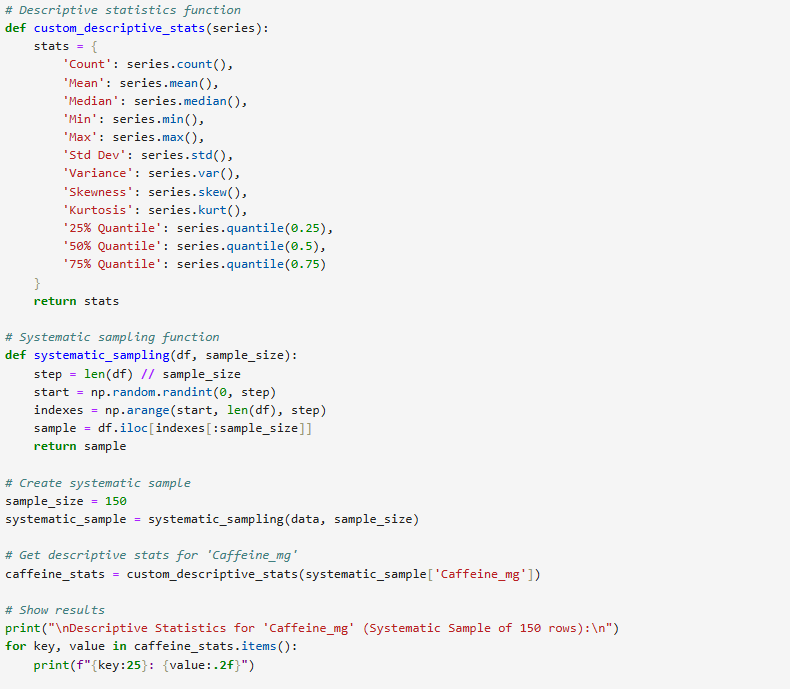 # Descriptive statistics function
def custom_descriptive_stats(series):
    stats = {
        'Count': series.count(),
        'Mean': series.mean(),
        'Median': series.median(),
        'Min': series.min(),
        'Max': series.max(),
        'Std Dev': series.std(),
        'Variance': series.var(),
        'Skewness': series.skew(),
        'Kurtosis': series.kurt(),
        '25% Quantile': series.quantile(0.25),
        '50% Quantile': series.quantile(0.5),
        '75% Quantile': series.quantile(0.75)
    }
    return stats

# Systematic sampling function
def systematic_sampling(df, sample_size):
    step = len(df) // sample_size
    start = np.random.randint(0, step)
    indexes = np.arange(start, len(df), step)
    sample = df.iloc[indexes[:sample_size]]
    return sample

# Create systematic sample
sample_size = 150
systematic_sample = systematic_sampling(data, sample_size)

# Get descriptive stats for 'Caffeine_mg'
caffeine_stats = custom_descriptive_stats(systematic_sample['Caffeine_mg'])

# Show results
print("\nDescriptive Statistics for 'Caffeine_mg' (Systematic Sample of 150 rows):\n")
for key, value in caffeine_stats.items():
    print(f"{key:25}: {value:.2f}")